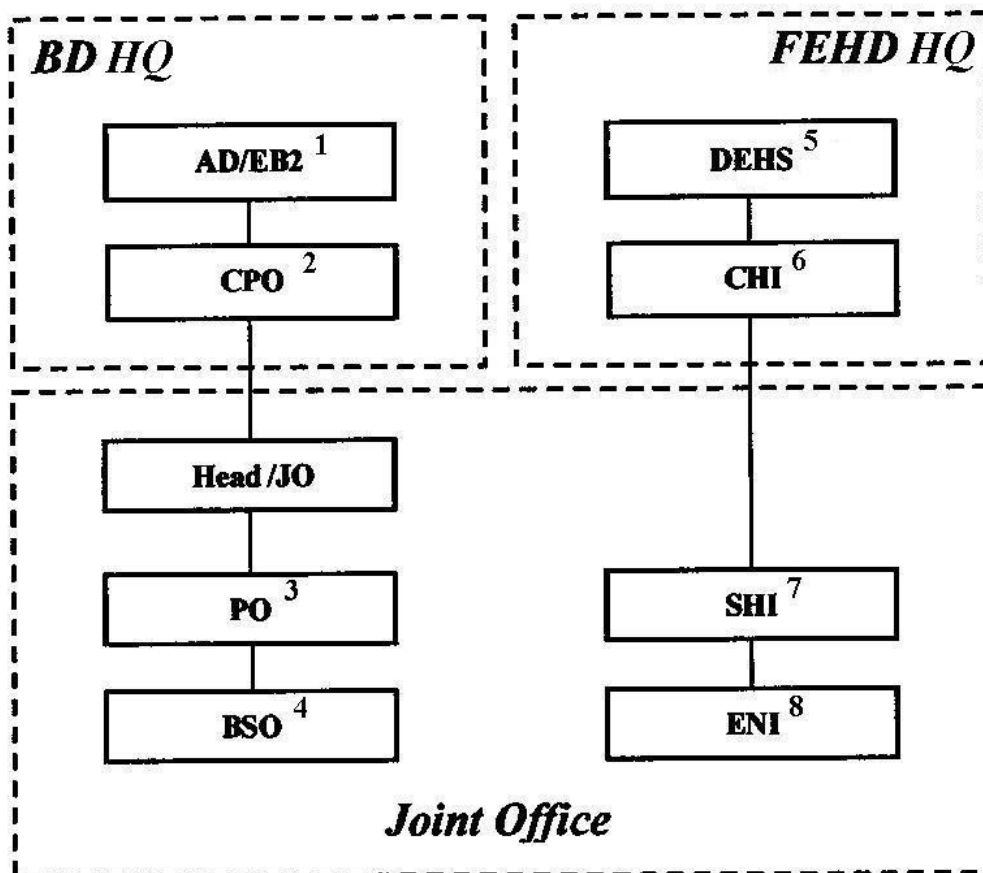 BD HQ
AD/EB2 1
CPO 2
FEHD HQ
DEHS 5
CHI 6
Head /JO
PO 3
BSO 4
SHI 7
ENI 8
Joint Office